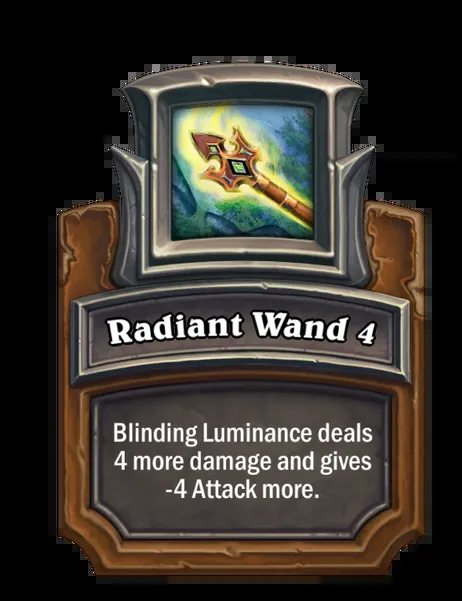 Radiant Wand 4
Blinding Luminance deals
4 more damage and gives
-4 Attack more.